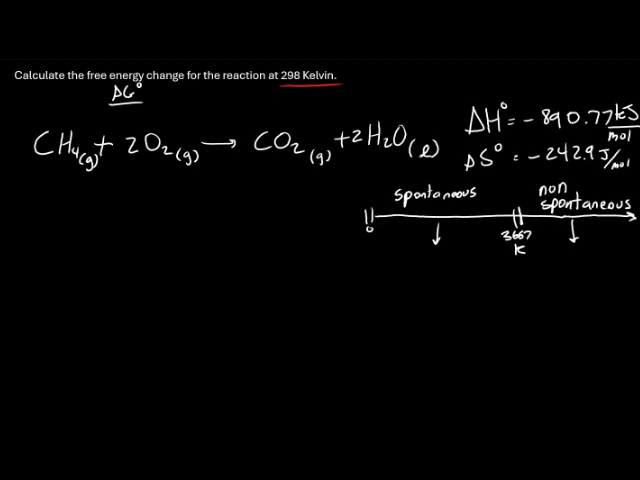 Calculate the free energy change for the reaction at 298 Kelvin.
ΔG°
CH₄(g) + 2O₂(g) → CO₂(g) + 2H₂O(l)
ΔH° = -890.77 kJ/mol
ΔS° = -242.9 J/mol
spontaneous
non spontaneous
0
3667 K